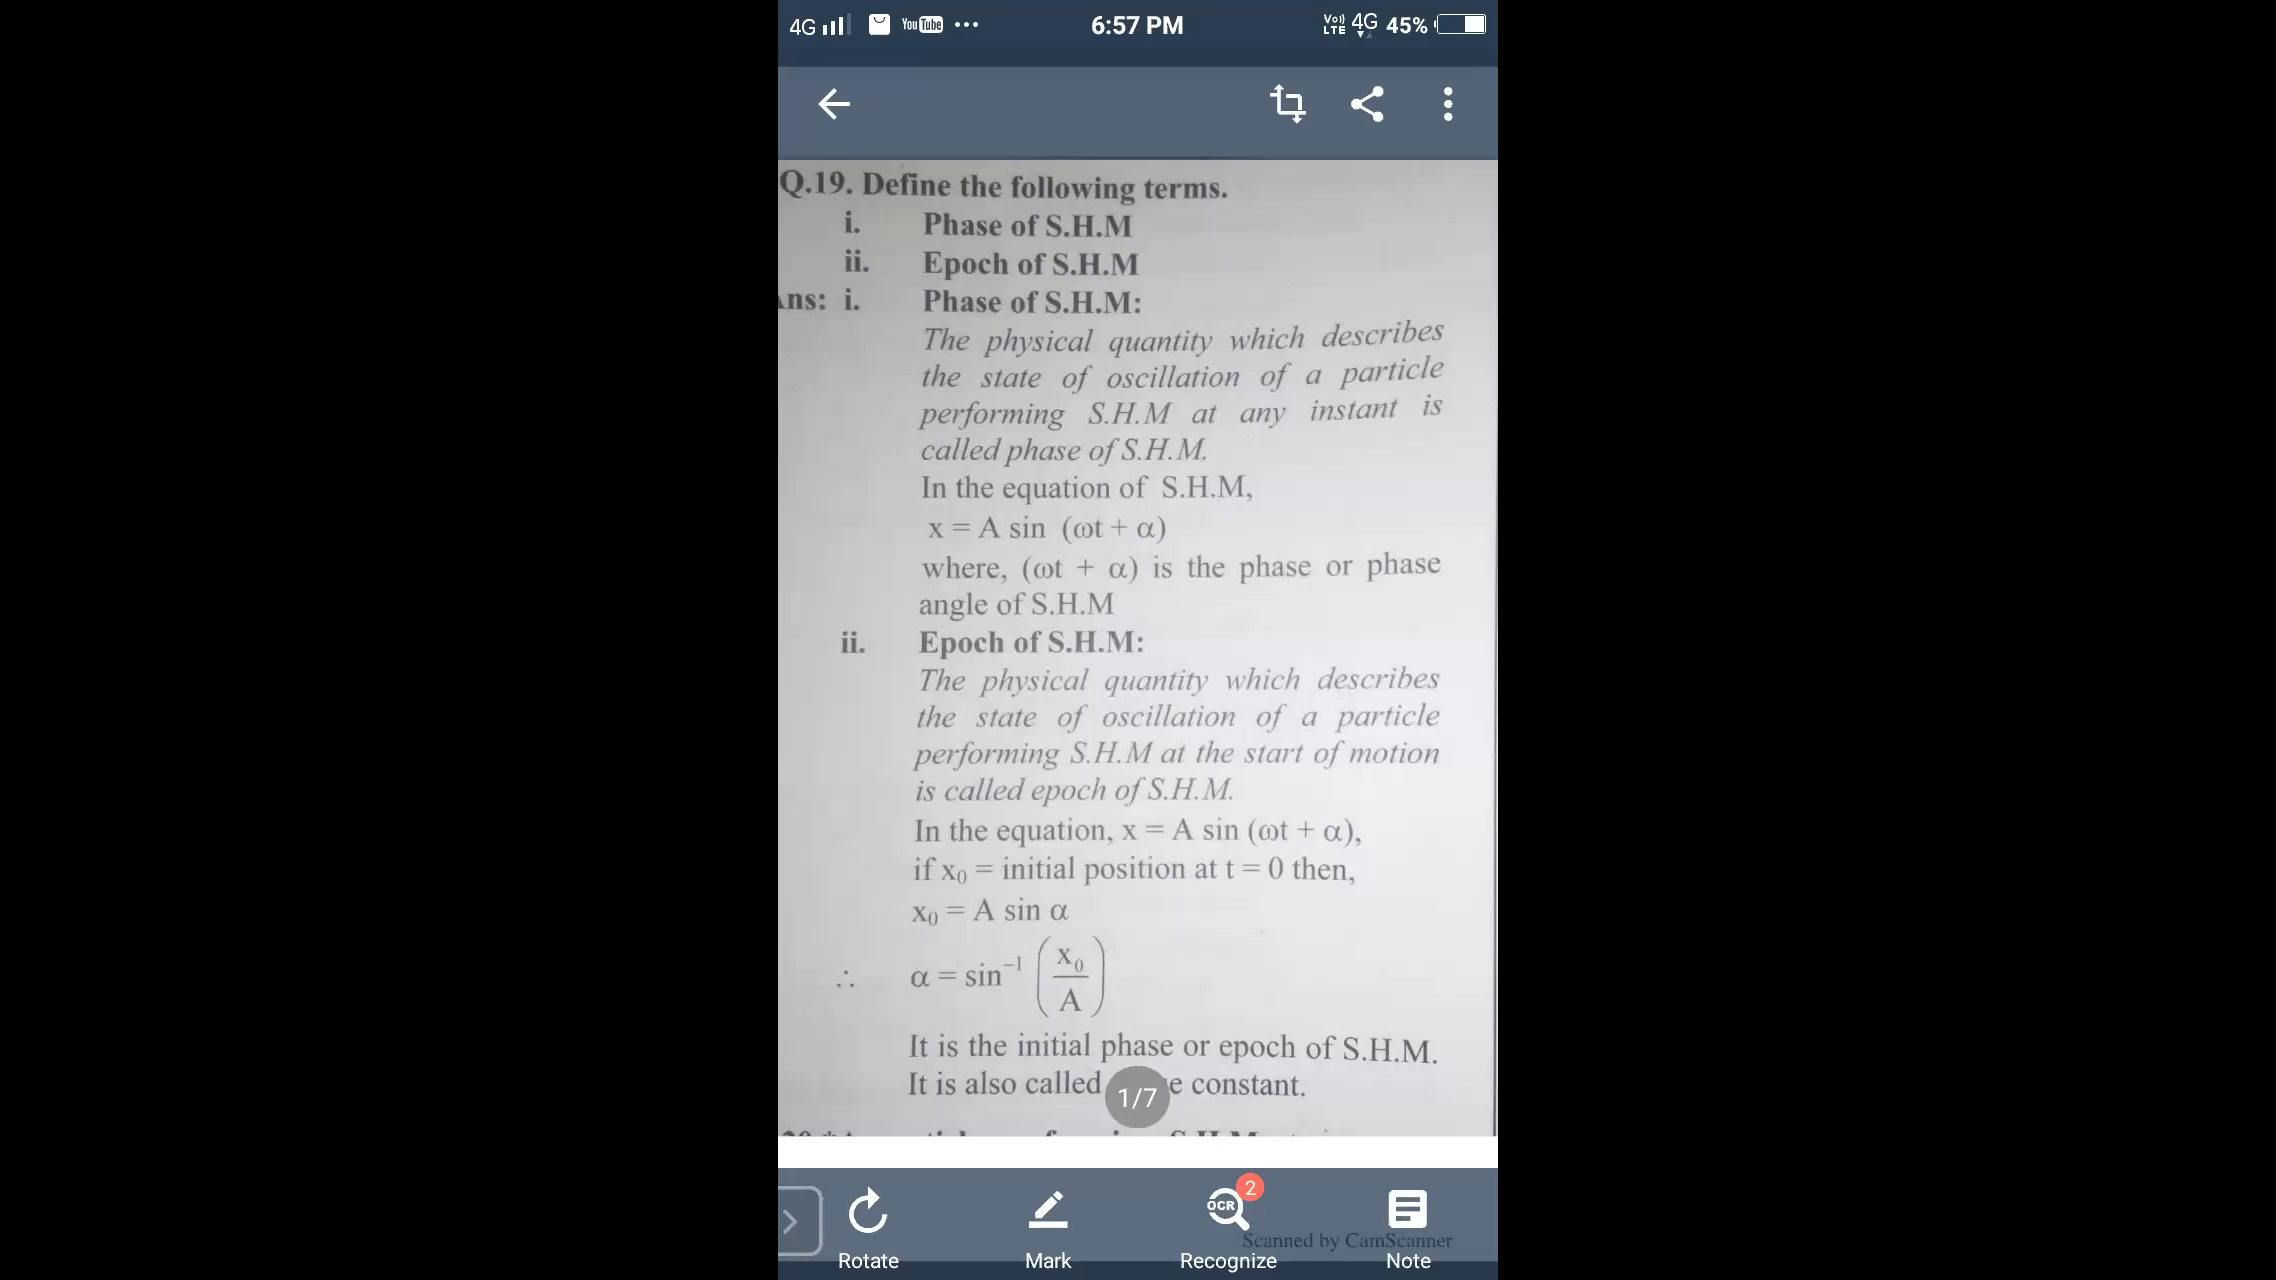 4G YouTube ••• 6:57 PM Vo)) LTE 4G 45%
Q.19. Define the following terms.
i. Phase of S.H.M
ii. Epoch of S.H.M
ns: i. Phase of S.H.M:
The physical quantity which describes
the state of oscillation of a particle
performing S.H.M at any instant is
called phase of S.H.M.
In the equation of S.H.M,
x = A sin (ωt + α)
where, (ωt + α) is the phase or phase
angle of S.H.M
ii. Epoch of S.H.M:
The physical quantity which describes
the state of oscillation of a particle
performing S.H.M at the start of motion
is called epoch of S.H.M.
In the equation, x = A sin (ωt + α),
if x₀ = initial position at t = 0 then,
x₀ = A sin α
∴ α = sin⁻¹ (x₀/A)
It is the initial phase or epoch of S.H.M.
It is also called e constant.
1/7
OCR 2
Scanned by CamScanner
Rotate Mark Recognize Note